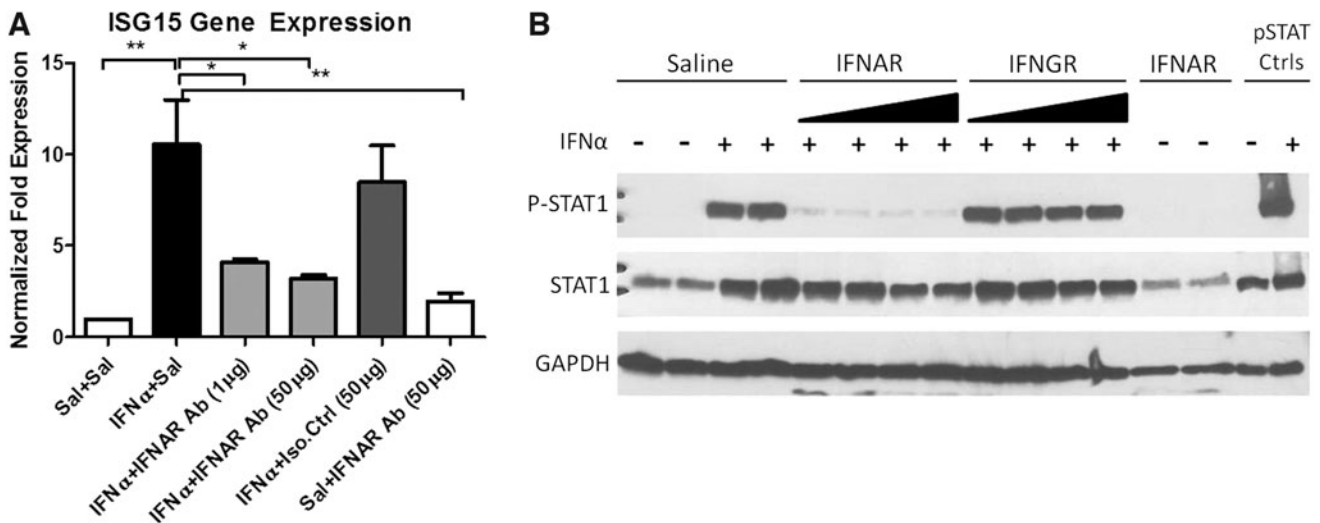 A
ISG15 Gene Expression
**
*
*
**
Normalized Fold Expression
15
10
5
0
Sal+Sal
IFNα+Sal
IFNα+IFNAR Ab (1µg)
IFNα+IFNAR Ab (50µg)
IFNα+Iso.Ctrl (50µg)
Sal+IFNAR Ab (50µg)
B
Saline IFNAR IFNGR IFNAR pSTAT
Ctrls
IFNα - - + + + + + + + + + + - - - +
P-STAT1
STAT1
GAPDH